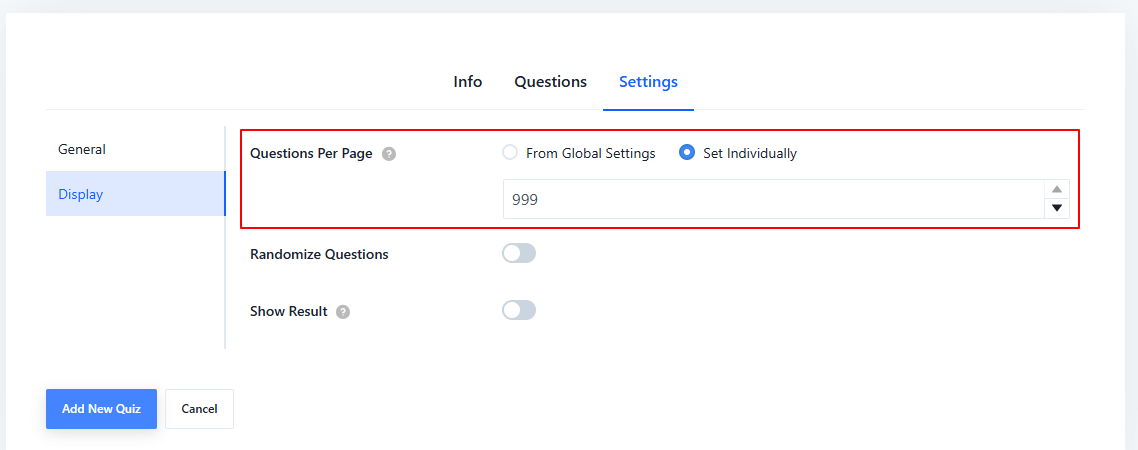 Info Questions Settings
General
Display
Questions Per Page ? From Global Settings Set Individually
999
Randomize Questions
Show Result ?
Add New Quiz Cancel